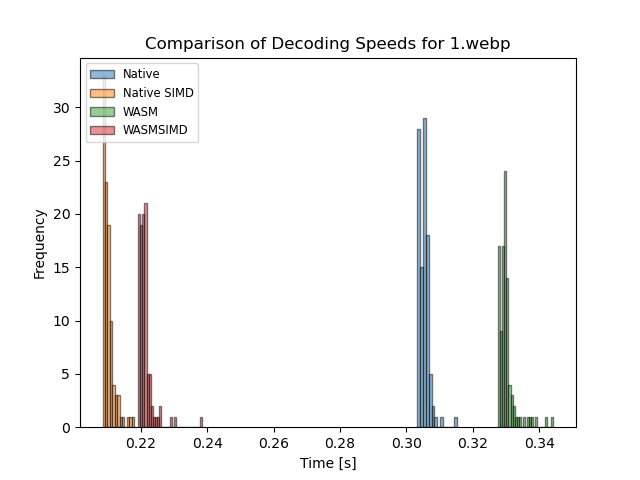 Comparison of Decoding Speeds for 1.webp
Native
Native SIMD
WASM
WASMSIMD
30
25
20
15
10
5
0
Frequency
0.22 0.24 0.26 0.28 0.30 0.32 0.34
Time [s]